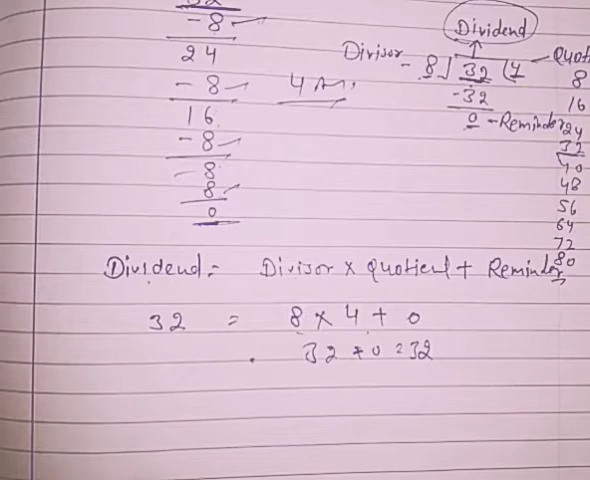 32
-8
24
-8
16
-8
-8
8
0
4 Ans.
Dividend
Divisor - 8 32 (4 - Quot
-32
0 - Reminder
8
16
24
32
40
48
56
64
72
80
Dividend = Divisor × Quotient + Reminder
32 = 8 × 4 + 0
32 + 0 = 32